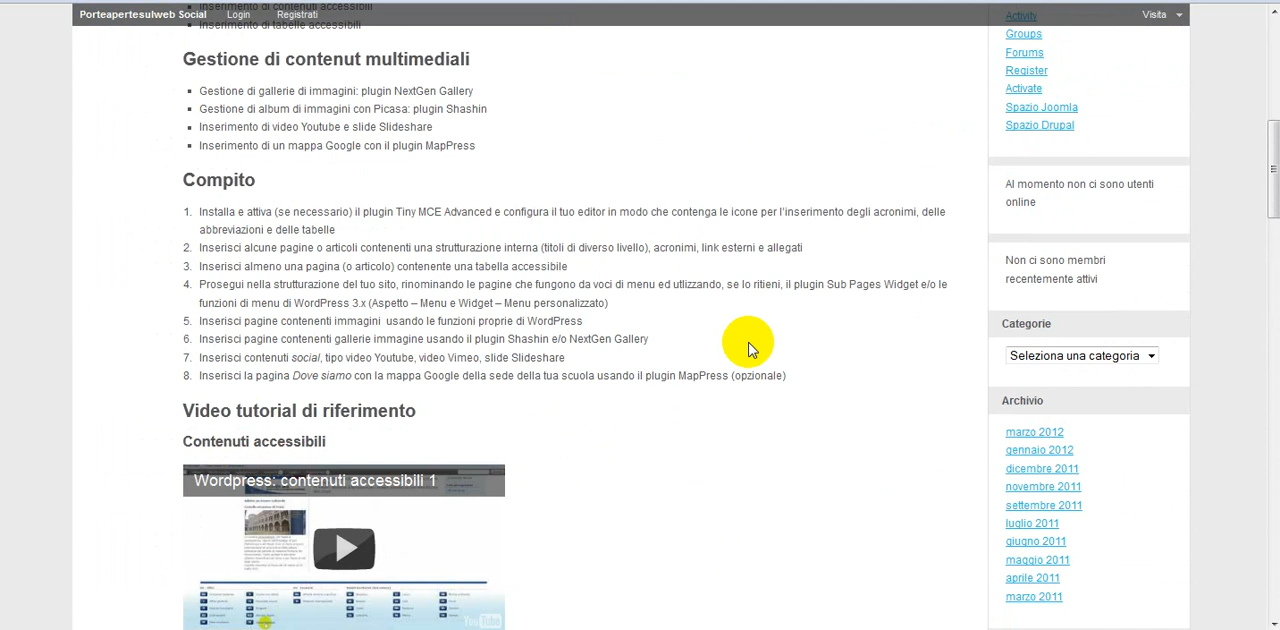 Inserimento di contenuti accessibili
Porteapertesulweb Social Login Registrati Visita
Inserimento di tabelle accessibili
Gestione di contenut multimediali
Gestione di gallerie di immagini: plugin NextGen Gallery
Gestione di album di immagini con Picasa: plugin Shashin
Inserimento di video Youtube e slide Slideshare
Inserimento di un mappa Google con il plugin MapPress
Compito
1. Installa e attiva (se necessario) il plugin Tiny MCE Advanced e configura il tuo editor in modo che contenga le icone per l'inserimento degli acronimi, delle
abbreviazioni e delle tabelle
2. Inserisci alcune pagine o articoli contenenti una strutturazione interna (titoli di diverso livello), acronimi, link esterni e allegati
3. Inserisci almeno una pagina (o articolo) contenente una tabella accessibile
4. Prosegui nella strutturazione del tuo sito, rinominando le pagine che fungono da voci di menu ed utlizzando, se lo ritieni, il plugin Sub Pages Widget e/o le
funzioni di menu di WordPress 3.x (Aspetto – Menu e Widget – Menu personalizzato)
5. Inserisci pagine contenenti immagini usando le funzioni proprie di WordPress
6. Inserisci pagine contenenti gallerie immagine usando il plugin Shashin e/o NextGen Gallery
7. Inserisci contenuti social, tipo video Youtube, video Vimeo, slide Slideshare
8. Inserisci la pagina Dove siamo con la mappa Google della sede della tua scuola usando il plugin MapPress (opzionale)
Video tutorial di riferimento
Contenuti accessibili
Wordpress: contenuti accessibili 1
YouTube
Activity
Groups
Forums
Register
Activate
Spazio Joomla
Spazio Drupal
Al momento non ci sono utenti
online
Non ci sono membri
recentemente attivi
Categorie
Seleziona una categoria
Archivio
marzo 2012
gennaio 2012
dicembre 2011
novembre 2011
settembre 2011
luglio 2011
giugno 2011
maggio 2011
aprile 2011
marzo 2011